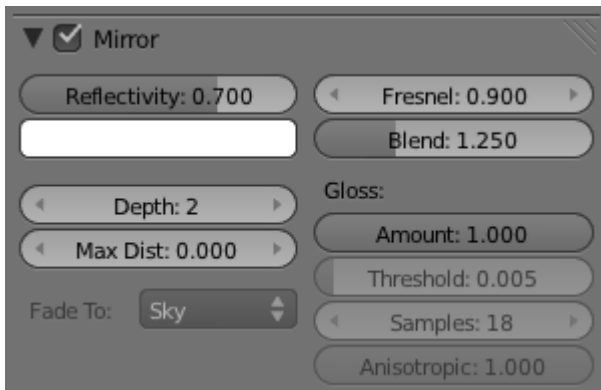 Mirror
Reflectivity: 0.700
Fresnel: 0.900
Blend: 1.250
Depth: 2
Max Dist: 0.000
Fade To: Sky
Gloss:
Amount: 1.000
Threshold: 0.005
Samples: 18
Anisotropic: 1.000